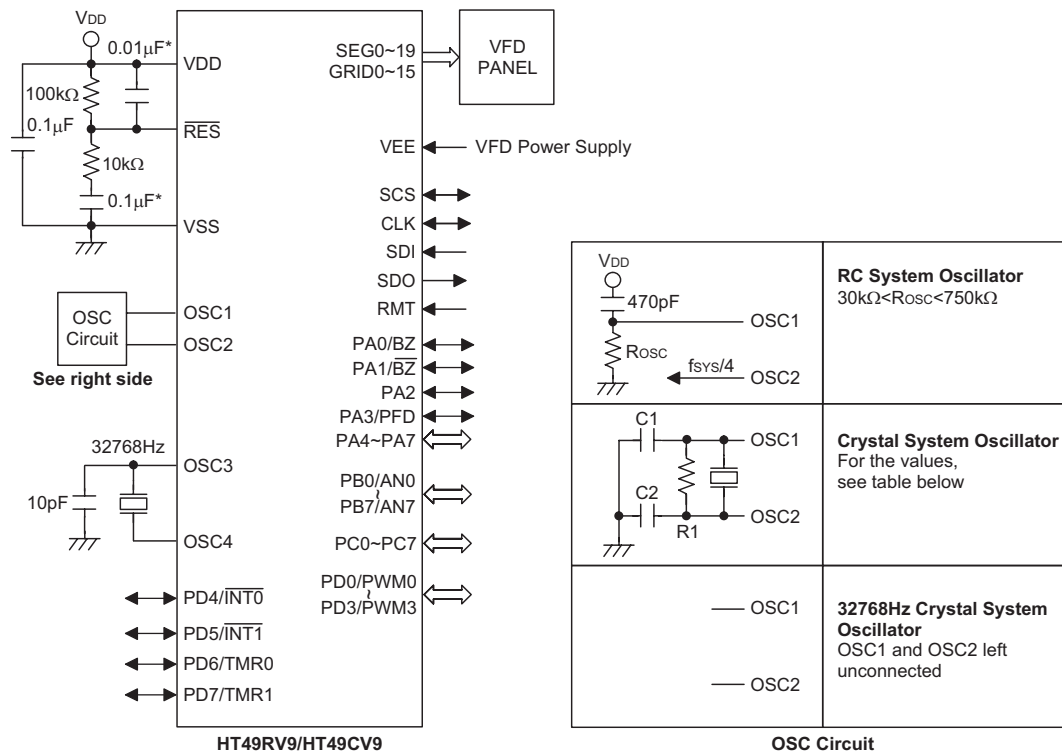 VDD
0.01μF*
VDD
100kΩ
0.1μF
RES
10kΩ
0.1μF*
VSS
OSC
Circuit
See right side
OSC1
OSC2
32768Hz
OSC3
10pF
OSC4
PD4/INT0
PD5/INT1
PD6/TMR0
PD7/TMR1
SEG0~19
GRID0~15
VFD
PANEL
VEE
VFD Power Supply
SCS
CLK
SDI
SDO
RMT
PA0/BZ
PA1/BZ
PA2
PA3/PFD
PA4~PA7
PB0/AN0
~
PB7/AN7
PC0~PC7
PD0/PWM0
~
PD3/PWM3
HT49RV9/HT49CV9
VDD
470pF
OSC1
ROSC
fSYS/4
OSC2
RC System Oscillator
30kΩ<ROSC<750kΩ
C1
OSC1
C2
OSC2
R1
Crystal System Oscillator
For the values,
see table below
OSC1
OSC2
32768Hz Crystal System
Oscillator
OSC1 and OSC2 left
unconnected
OSC Circuit